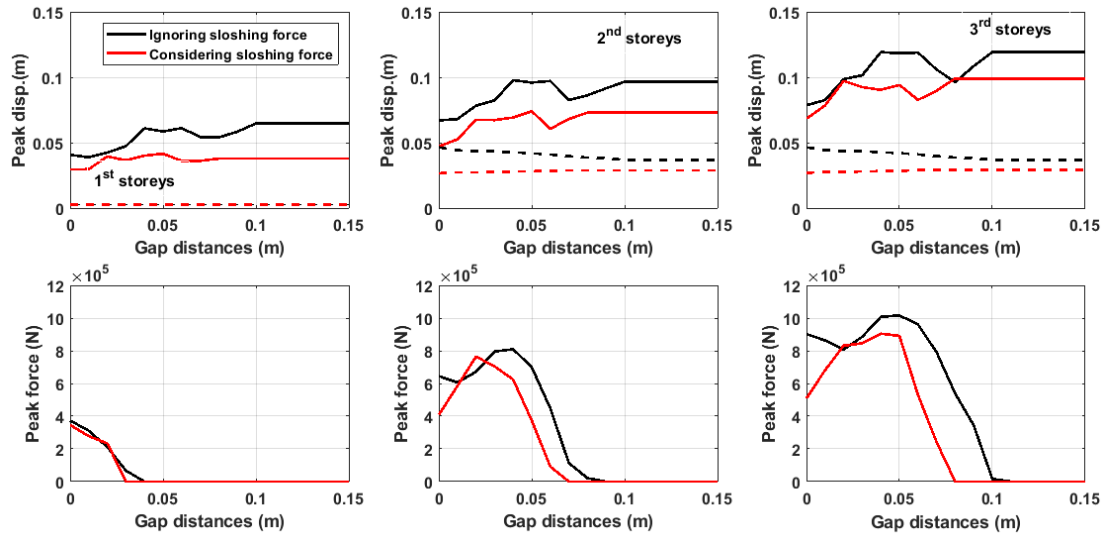 0.15
0.1
0.05
0
Peak disp.(m)
Ignoring sloshing force
Considering sloshing force
1st storeys
0 0.05 0.1 0.15
Gap distances (m)
0.15
0.1
0.05
0
Peak disp.(m)
2nd storeys
0 0.05 0.1 0.15
Gap distances (m)
0.15
0.1
0.05
0
Peak disp.(m)
3rd storeys
0 0.05 0.1 0.15
Gap distances (m)
×10^5
12
10
8
6
4
2
0
Peak force (N)
0 0.05 0.1 0.15
Gap distances (m)
×10^5
12
10
8
6
4
2
0
Peak force (N)
0 0.05 0.1 0.15
Gap distances (m)
×10^5
12
10
8
6
4
2
0
Peak force (N)
0 0.05 0.1 0.15
Gap distances (m)